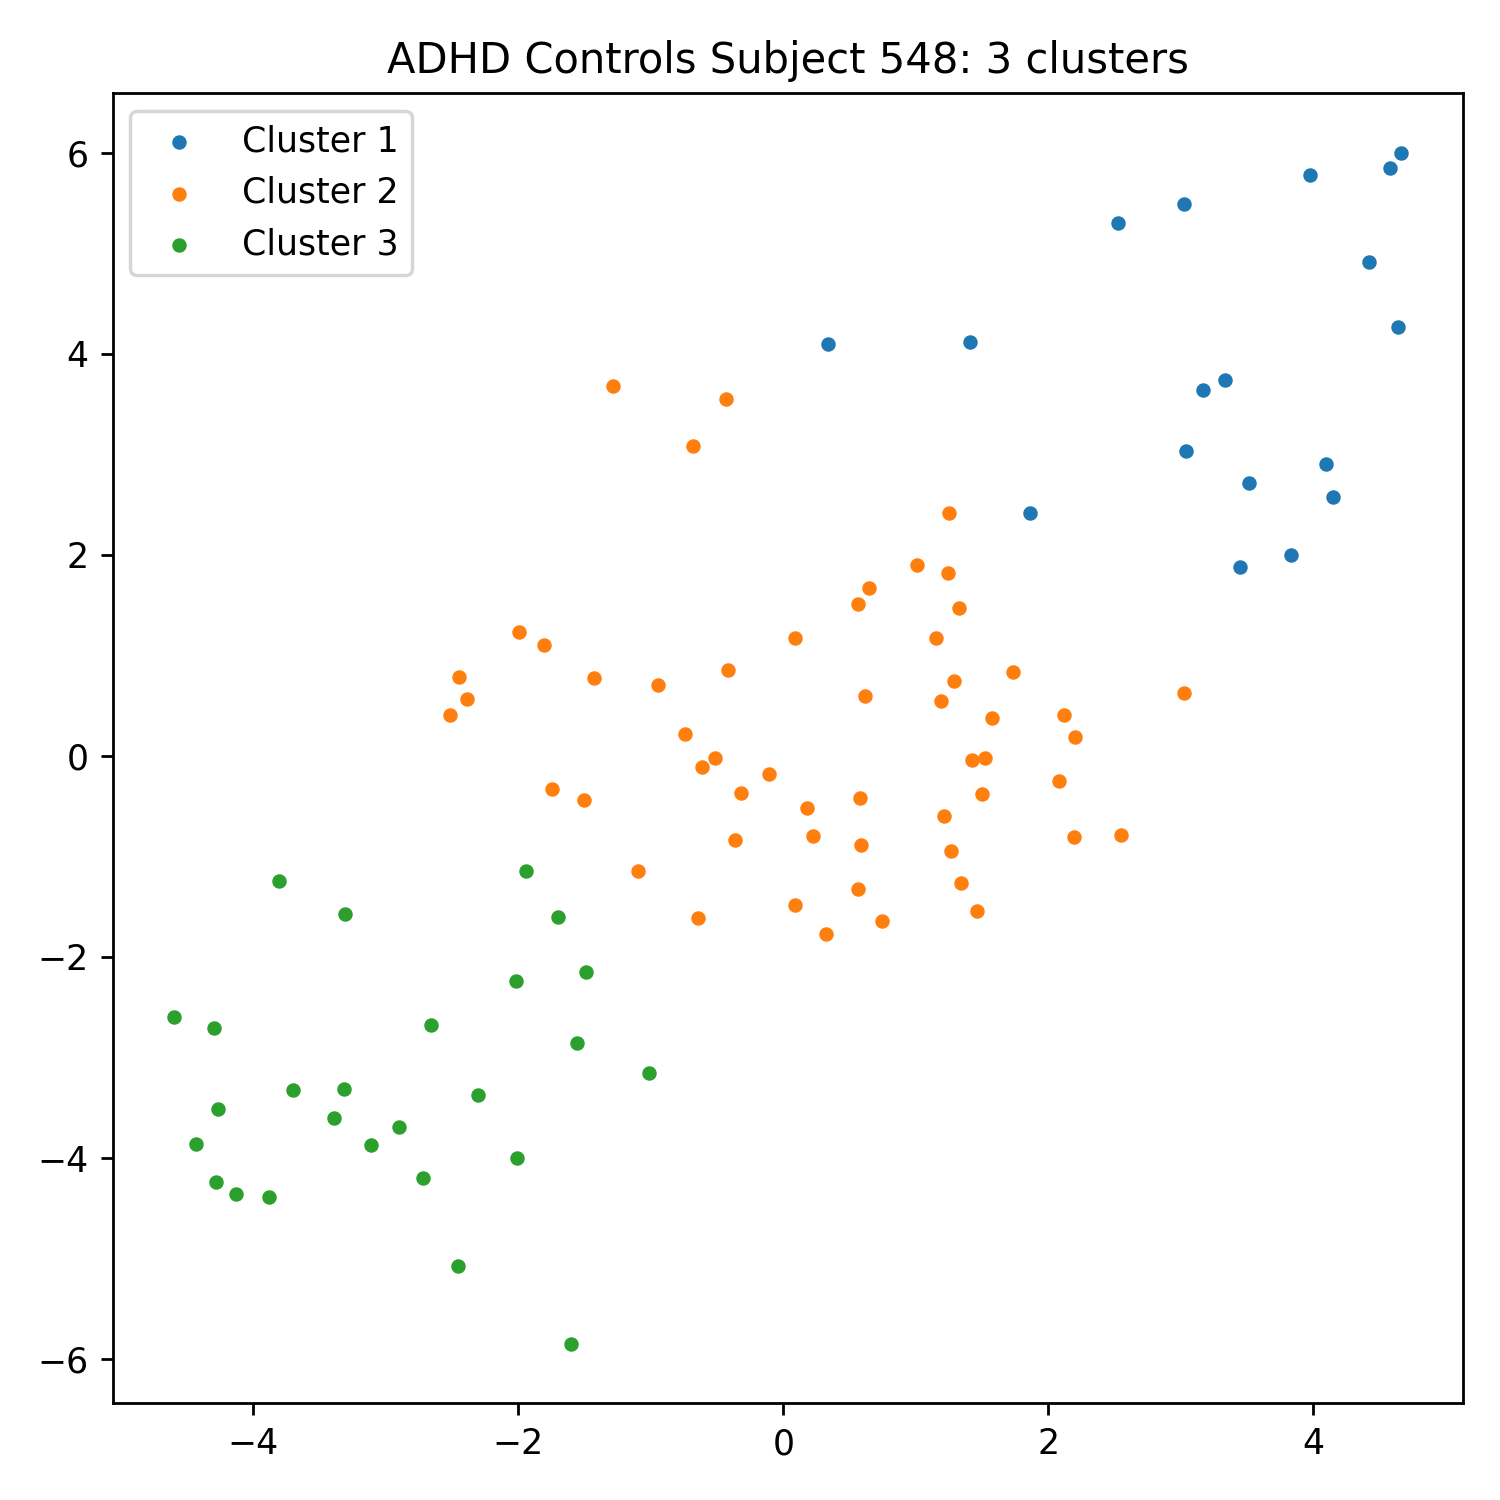 ADHD Controls Subject 548: 3 clusters
Cluster 1
Cluster 2
Cluster 3
6
4
2
0
−2
−4
−6
−4 −2 0 2 4